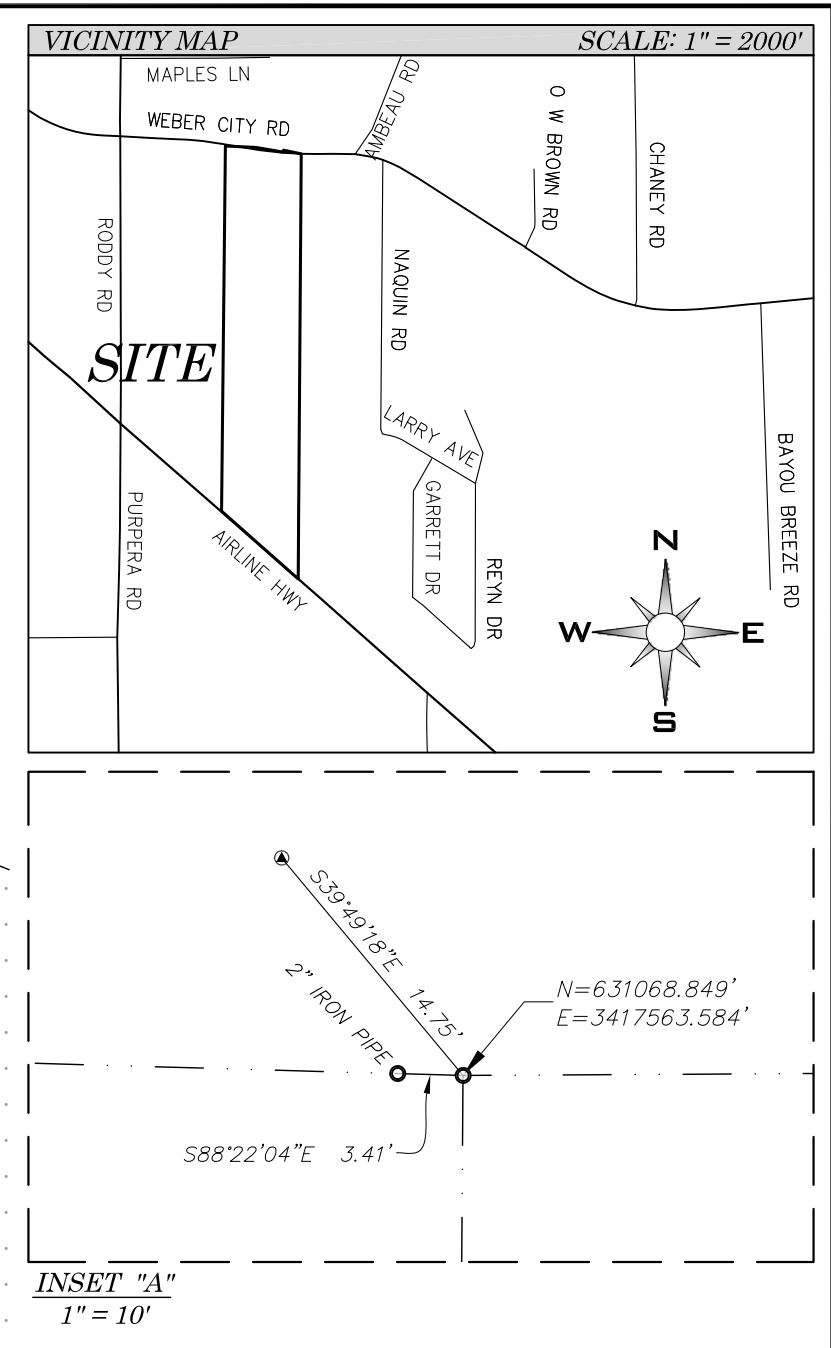 VICINITY MAP
SCALE: 1" = 2000'
MAPLES LN
WEBER CITY RD
AMBEAU RD
O W BROWN RD
CHANEY RD
RODDY RD
NAQUIN RD
SITE
LARRY AVE
GARRETT DR
REYN DR
BAYOU BREEZE RD
PURPERA RD
AIRLINE HWY
N
W
E
S
S39°49'18"E 14.75'
2" IRON PIPE
N=631068.849'
E=3417563.584'
S88°22'04"E 3.41'
INSET "A"
1" = 10'